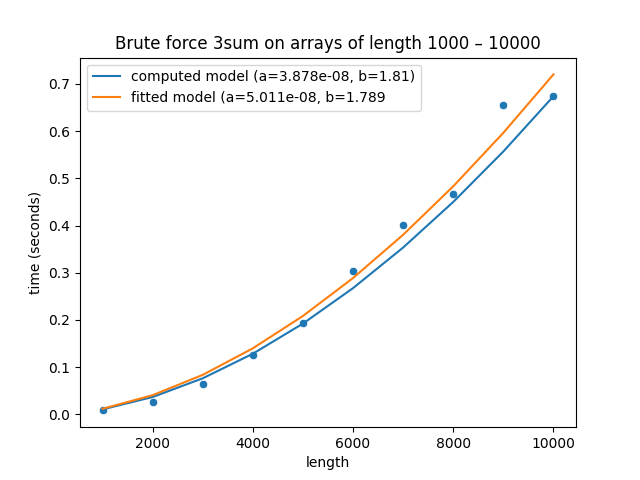 Brute force 3sum on arrays of length 1000 – 10000
computed model (a=3.878e-08, b=1.81)
fitted model (a=5.011e-08, b=1.789
time (seconds)
0.7
0.6
0.5
0.4
0.3
0.2
0.1
0.0
2000 4000 6000 8000 10000
length